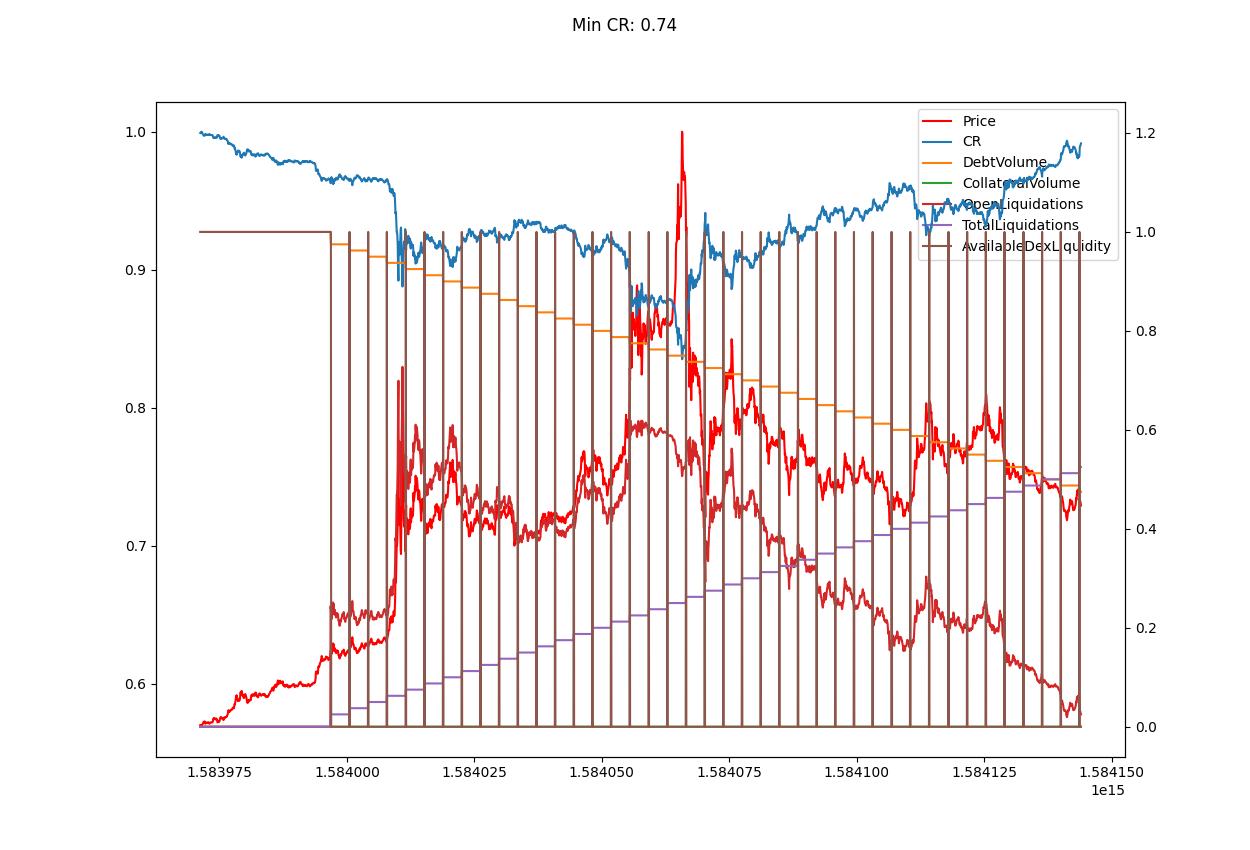 Min CR: 0.74
1.0
0.9
0.8
0.7
0.6
1.2
1.0
0.8
0.6
0.4
0.2
0.0
Price
CR
DebtVolume
CollateralVolume
OpenLiquidations
TotalLiquidations
AvailableDexLiquidity
1.583975 1.584000 1.584025 1.584050 1.584075 1.584100 1.584125 1.584150
1e15